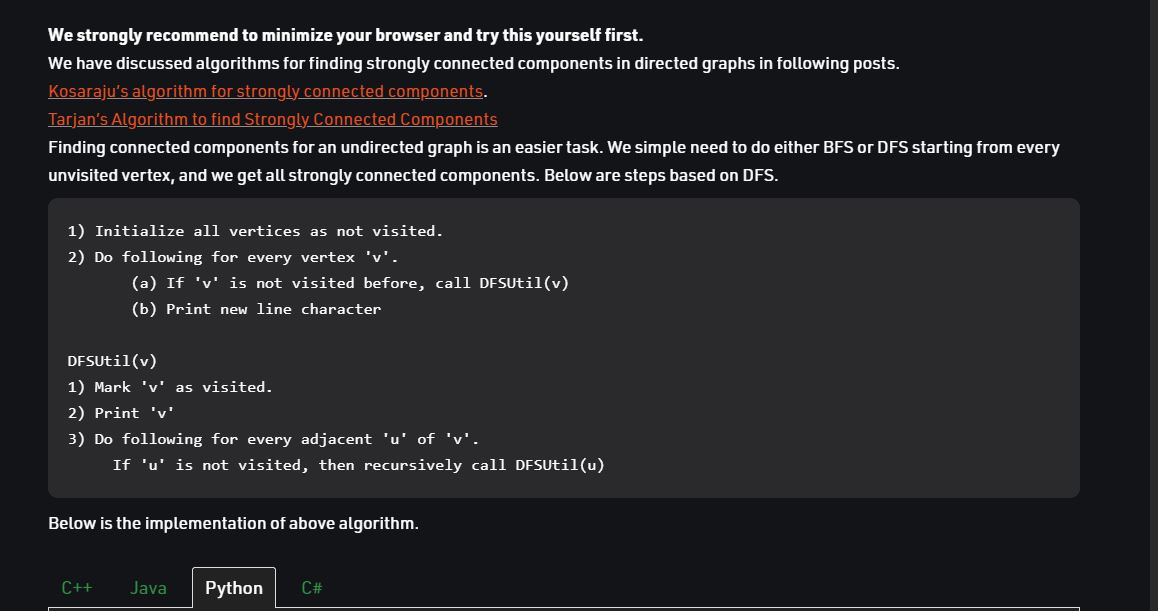 We strongly recommend to minimize your browser and try this yourself first.
We have discussed algorithms for finding strongly connected components in directed graphs in following posts.
Kosaraju’s algorithm for strongly connected components.
Tarjan’s Algorithm to find Strongly Connected Components
Finding connected components for an undirected graph is an easier task. We simple need to do either BFS or DFS starting from every
unvisited vertex, and we get all strongly connected components. Below are steps based on DFS.
1) Initialize all vertices as not visited.
2) Do following for every vertex 'v'.
(a) If 'v' is not visited before, call DFSUtil(v)
(b) Print new line character
DFSUtil(v)
1) Mark 'v' as visited.
2) Print 'v'
3) Do following for every adjacent 'u' of 'v'.
If 'u' is not visited, then recursively call DFSUtil(u)
Below is the implementation of above algorithm.
C++ Java Python C#